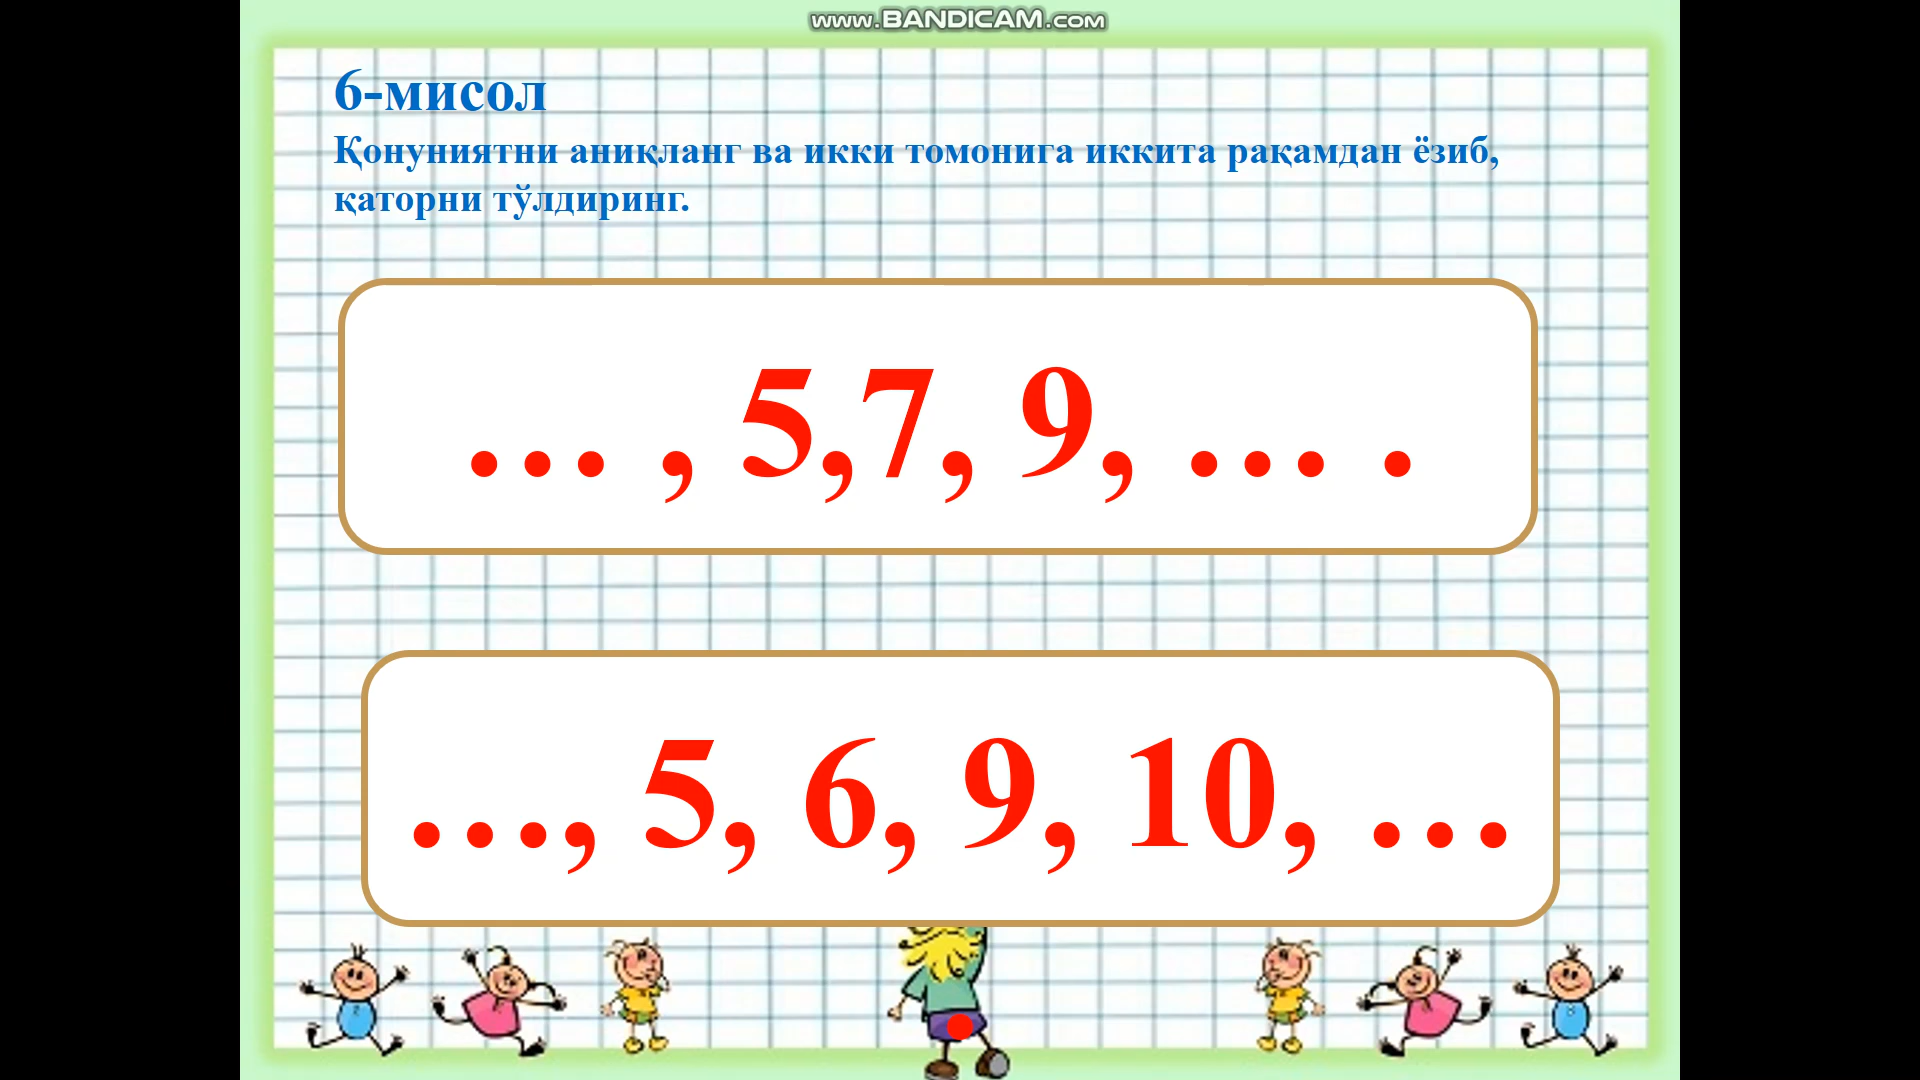 www.BANDICAM.com
6-мисол
Қонуниятни аниқланг ва икки томонига иккита рақамдан ёзиб,
қаторни тўлдиринг.
… , 5,7, 9, … .
…, 5, 6, 9, 10, …